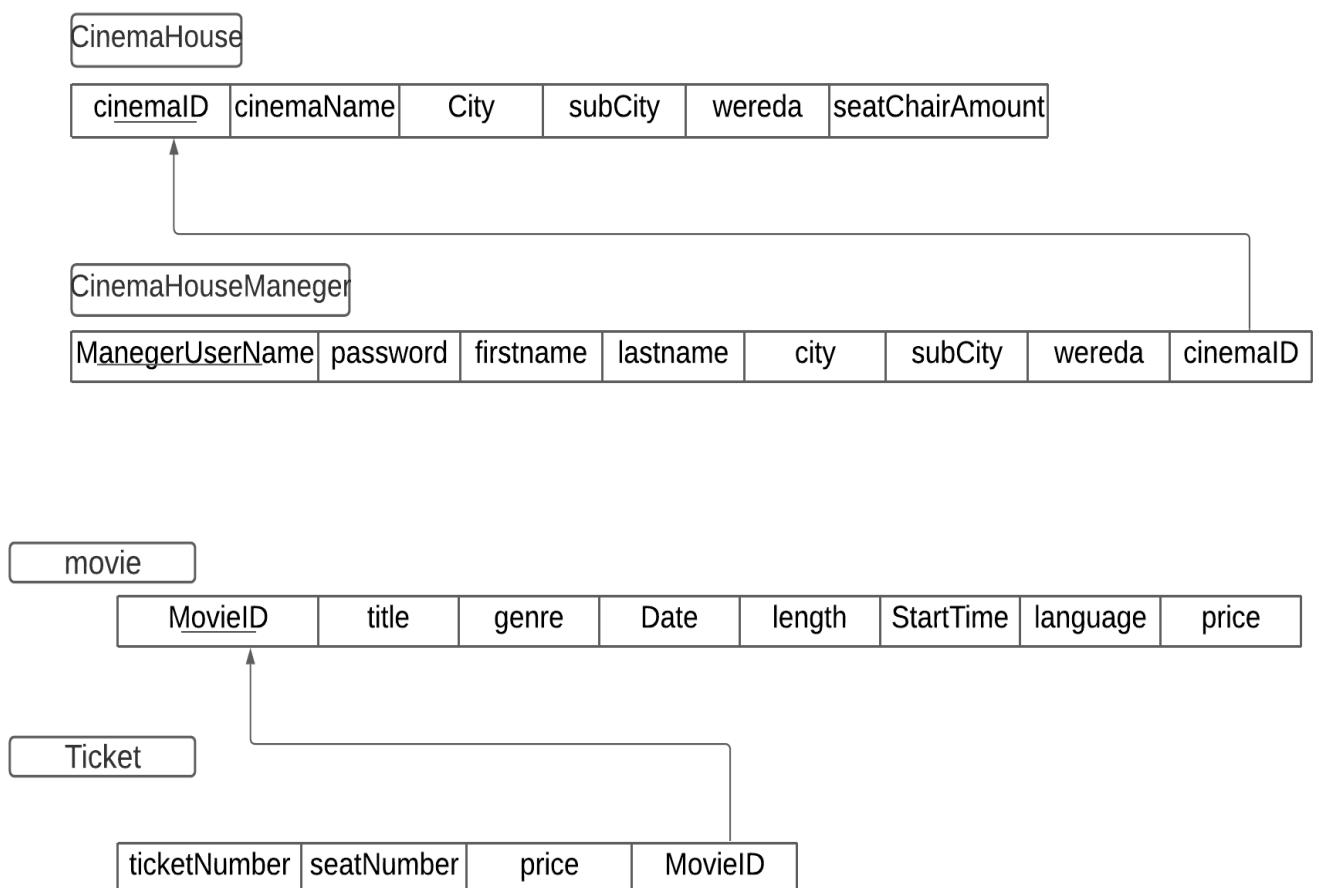 CinemaHouse
cinemaID cinemaName City subCity wereda seatChairAmount
CinemaHouseManeger
ManegerUserName password firstname lastname city subCity wereda cinemaID
movie
MovieID title genre Date length StartTime language price
Ticket
ticketNumber seatNumber price MovieID